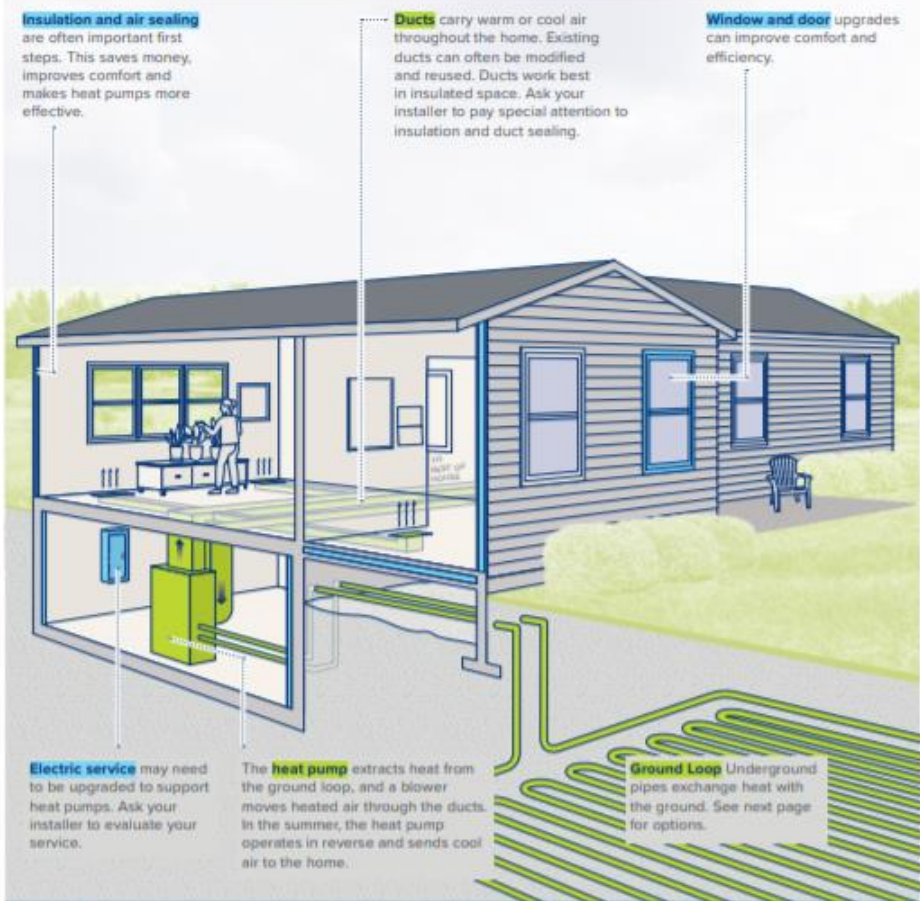 Insulation and air sealing
are often important first
steps. This saves money,
improves comfort and
makes heat pumps more
effective.
Ducts carry warm or cool air
throughout the home. Existing
ducts can often be modified
and reused. Ducts work best
in insulated space. Ask your
installer to pay special attention to
insulation and duct sealing.
Window and door upgrades
can improve comfort and
efficiency.
TO
REST OF
HOUSE
Electric service may need
to be upgraded to support
heat pumps. Ask your
installer to evaluate your
service.
The heat pump extracts heat from
the ground loop, and a blower
moves heated air through the ducts.
In the summer, the heat pump
operates in reverse and sends cool
air to the home.
Ground Loop Underground
pipes exchange heat with
the ground. See next page
for options.